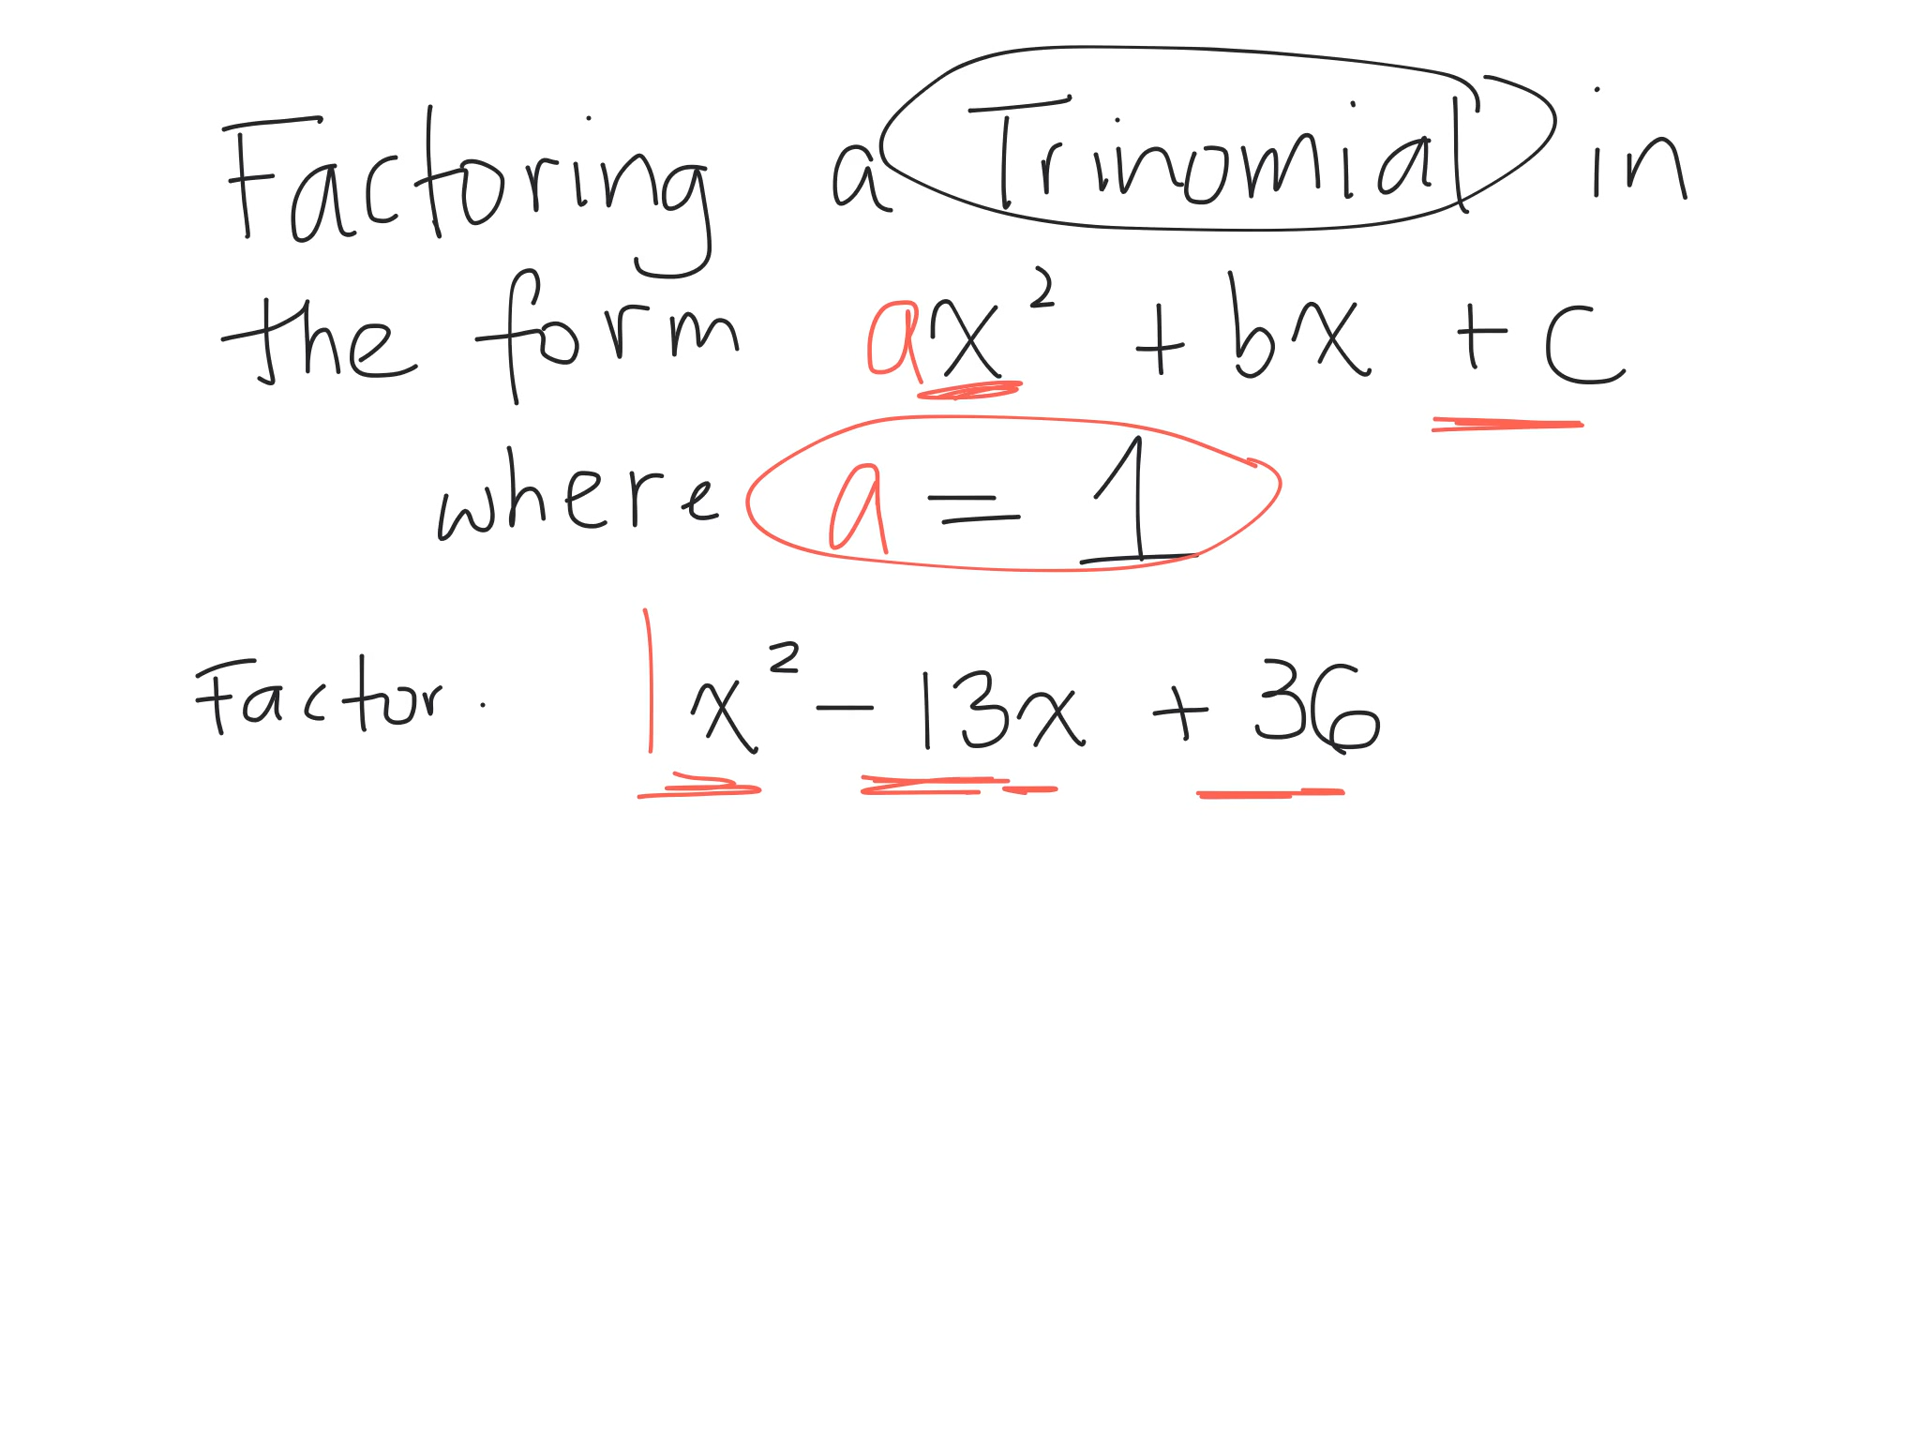 Factoring a Trinomial in
the form ax² + bx + c
where a = 1
Factor. 1x² - 13x + 36